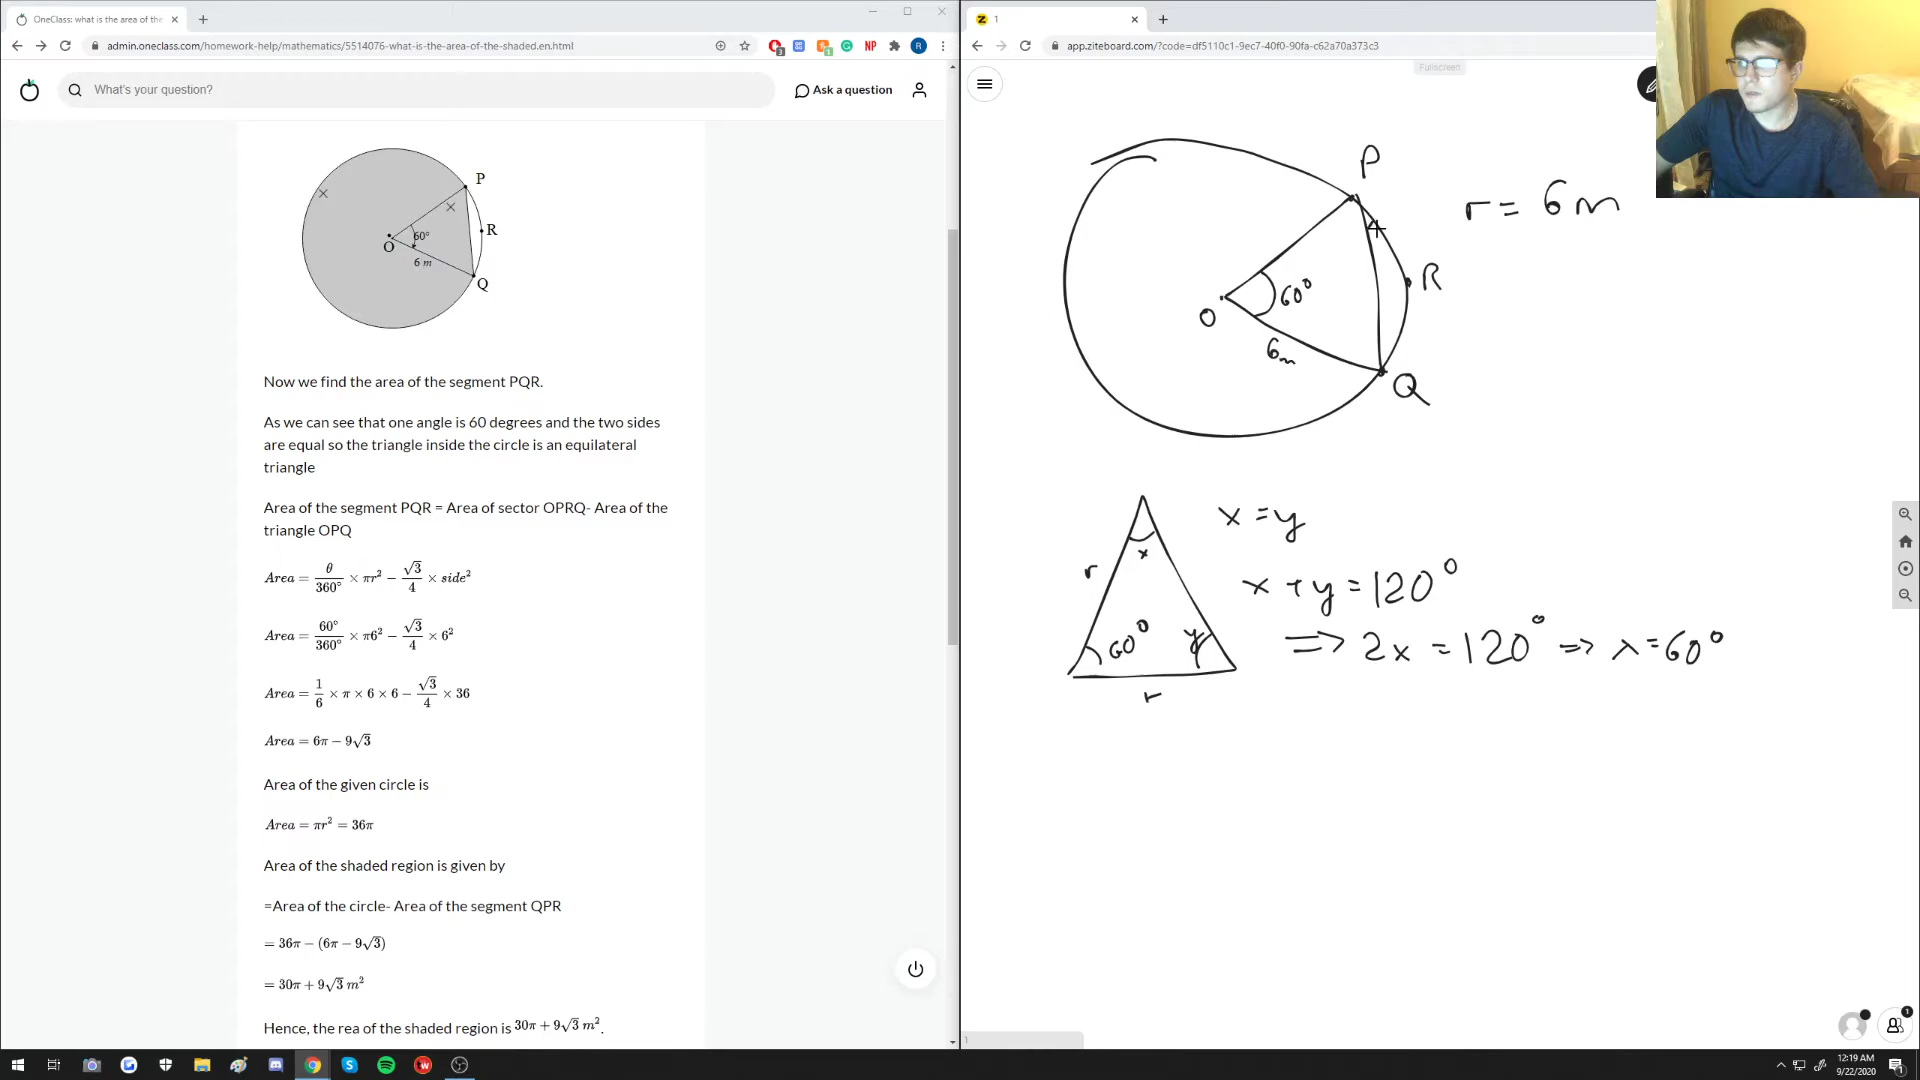 OneClass: what is the area of the
1
admin.oneclass.com/homework-help/mathematics/5514076-what-is-the-area-of-the-shaded.en.html
app.ziteboard.com/?code=df5110c1-9ec7-40f0-90fa-c62a70a373c3
Fullscreen
What's your question?
Ask a question
P
R
O
60°
6 m
Q
Now we find the area of the segment PQR.
As we can see that one angle is 60 degrees and the two sides
are equal so the triangle inside the circle is an equilateral
triangle
Area of the segment PQR = Area of sector OPRQ- Area of the
triangle OPQ
Area = θ/360° × πr² − √3/4 × side²
Area = 60°/360° × π6² − √3/4 × 6²
Area = 1/6 × π × 6 × 6 − √3/4 × 36
Area = 6π − 9√3
Area of the given circle is
Area = πr² = 36π
Area of the shaded region is given by
=Area of the circle- Area of the segment QPR
= 36π − (6π − 9√3)
= 30π + 9√3 m²
Hence, the rea of the shaded region is 30π + 9√3 m².
P
r = 6m
R
60°
O
6m
Q
x = y
x
r
x + y = 120°
60°
y
=> 2x = 120° => x = 60°
r
12:19 AM
9/22/2020